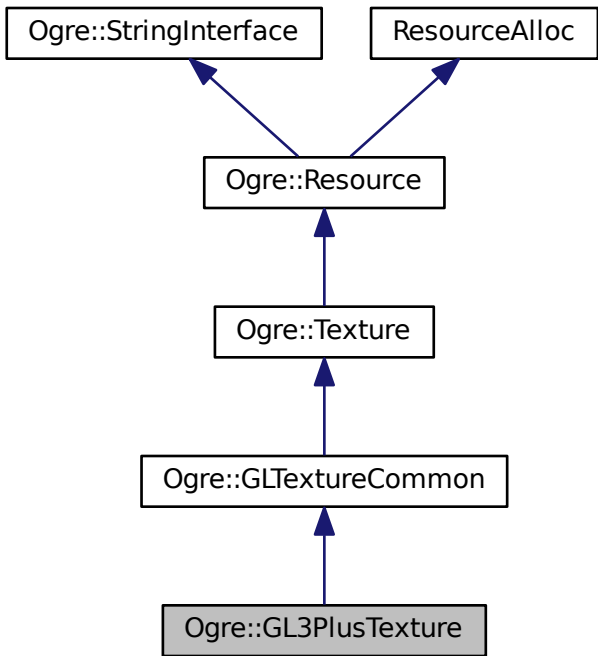 Ogre::StringInterface
ResourceAlloc
Ogre::Resource
Ogre::Texture
Ogre::GLTextureCommon
Ogre::GL3PlusTexture